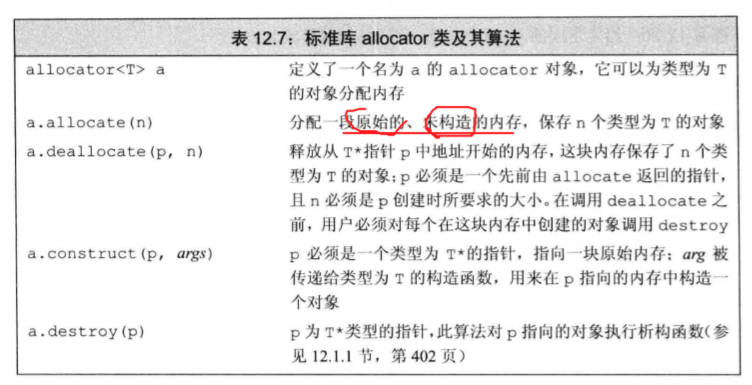 表 12.7：标准库 allocator 类及其算法
allocator<T> a 定义了一个名为 a 的 allocator 对象，它可以为类型为 T
的对象分配内存
a.allocate(n) 分配一段原始的、未构造的内存，保存 n 个类型为 T 的对象
a.deallocate(p, n) 释放从 T*指针 p 中地址开始的内存，这块内存保存了 n 个类
型为 T 的对象；p 必须是一个先前由 allocate 返回的指针，
且 n 必须是 p 创建时所要求的大小。在调用 deallocate 之
前，用户必须对每个在这块内存中创建的对象调用 destroy
a.construct(p, args) p 必须是一个类型为 T*的指针，指向一块原始内存；arg 被
传递给类型为 T 的构造函数，用来在 p 指向的内存中构造一
个对象
a.destroy(p) p 为 T*类型的指针，此算法对 p 指向的对象执行析构函数（参
见 12.1.1 节，第 402 页）